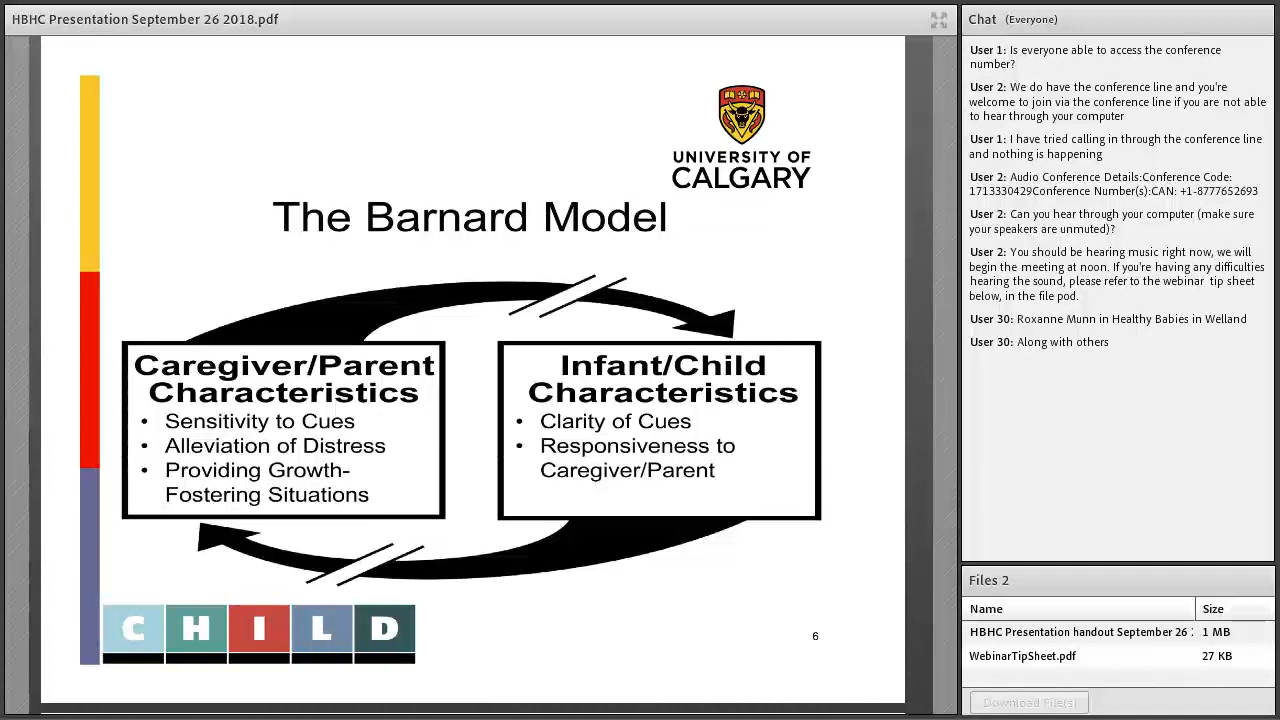 HBHC Presentation September 26 2018.pdf
UNIVERSITY OF
CALGARY
The Barnard Model
Caregiver/Parent
Characteristics
• Sensitivity to Cues
• Alleviation of Distress
• Providing Growth-
Fostering Situations
Infant/Child
Characteristics
• Clarity of Cues
• Responsiveness to
Caregiver/Parent
CHILD
6
Chat (Everyone)
User 1: Is everyone able to access the conference
number?
User 2: We do have the conference line and you're
welcome to join via the conference line if you are not able
to hear through your computer
User 1: I have tried calling in through the conference line
and nothing is happening
User 2: Audio Conference Details:Conference Code:
1713330429Conference Number(s):CAN: +1-8777652693
User 2: Can you hear through your computer (make sure
your speakers are unmuted)?
User 2: You should be hearing music right now, we will
begin the meeting at noon. If you're having any difficulties
hearing the sound, please refer to the webinar tip sheet
below, in the file pod.
User 30: Roxanne Munn in Healthy Babies in Welland
User 30: Along with others
Files 2
Name Size
HBHC Presentation handout September 26 1 MB
WebinarTipSheet.pdf 27 KB
Download File(s)